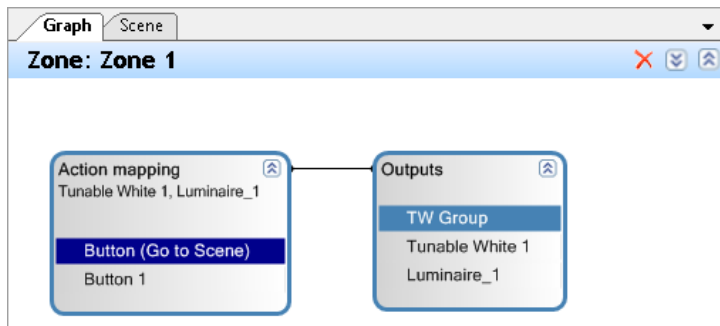 Graph Scene
Zone: Zone 1
Action mapping
Tunable White 1, Luminaire_1
Button (Go to Scene)
Button 1
Outputs
TW Group
Tunable White 1
Luminaire_1